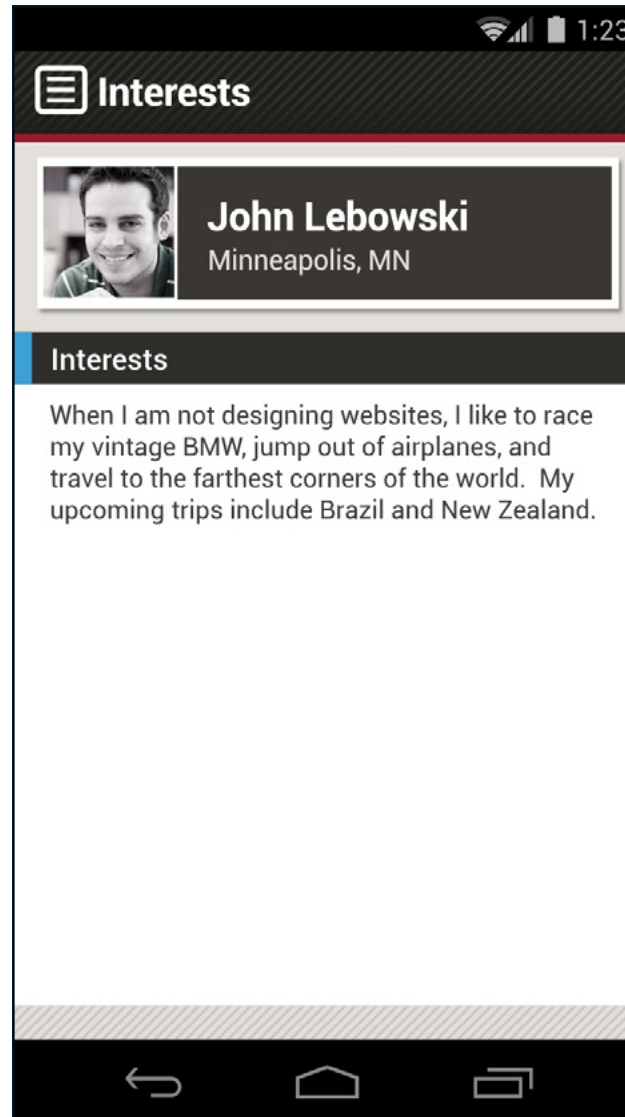 1:23
Interests
John Lebowski
Minneapolis, MN
Interests
When I am not designing websites, I like to race
my vintage BMW, jump out of airplanes, and
travel to the farthest corners of the world.  My
upcoming trips include Brazil and New Zealand.